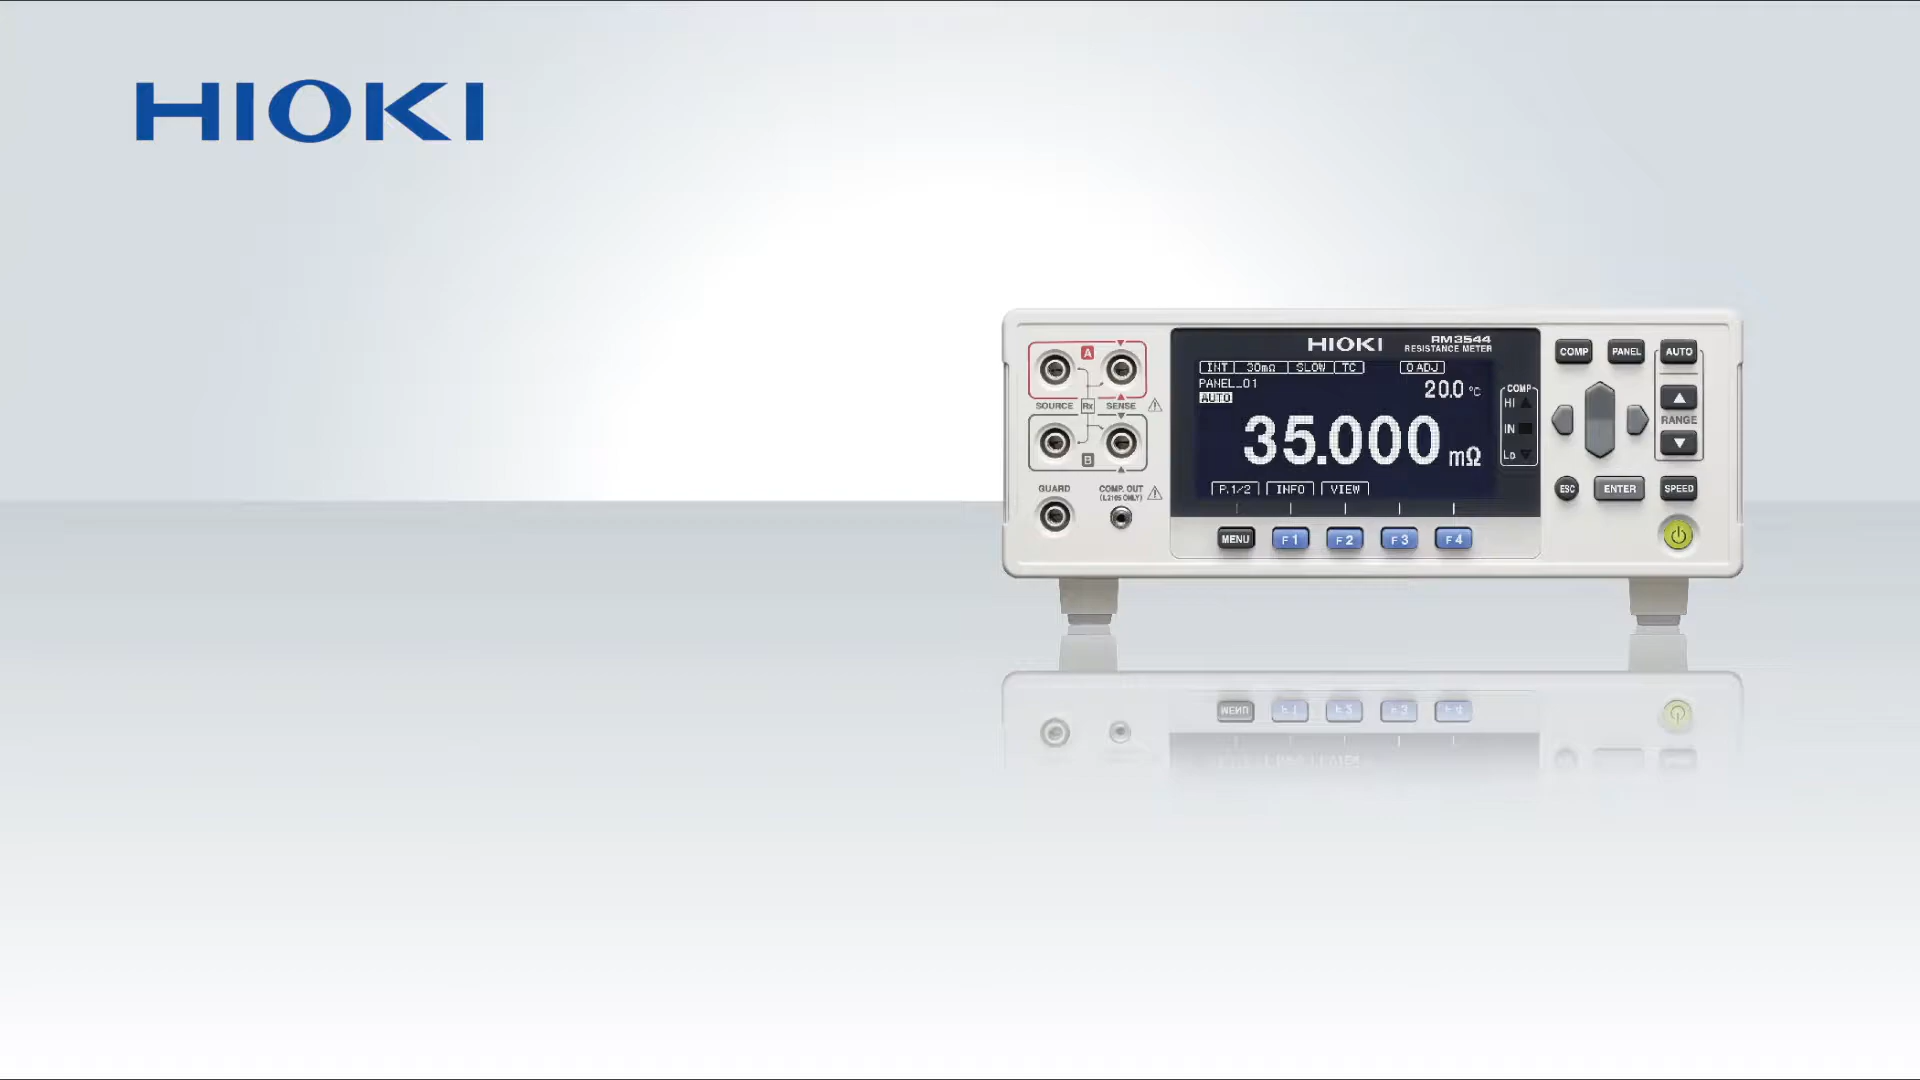 HIOKI
HIOKI RM3544
RESISTANCE METER
INT 30mΩ SLOW TC 0 ADJ
PANEL_01
AUTO
20.0 °C
35.000 mΩ
COMP
HI
IN
Lo
P.1/2 INFO VIEW
MENU F1 F2 F3 F4
A
SOURCE Rx SENSE
B
GUARD
COMP. OUT
(L2105 ONLY)
COMP PANEL AUTO
RANGE
ESC ENTER SPEED